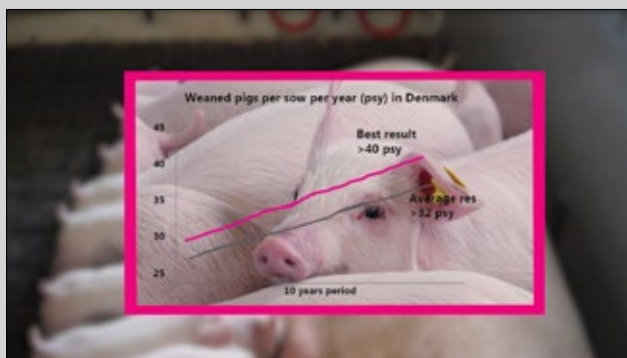 Weaned pigs per sow per year (psy) in Denmark
45
Best result
>40 psy
40
35
Average res
>32 psy
30
25
10 years period